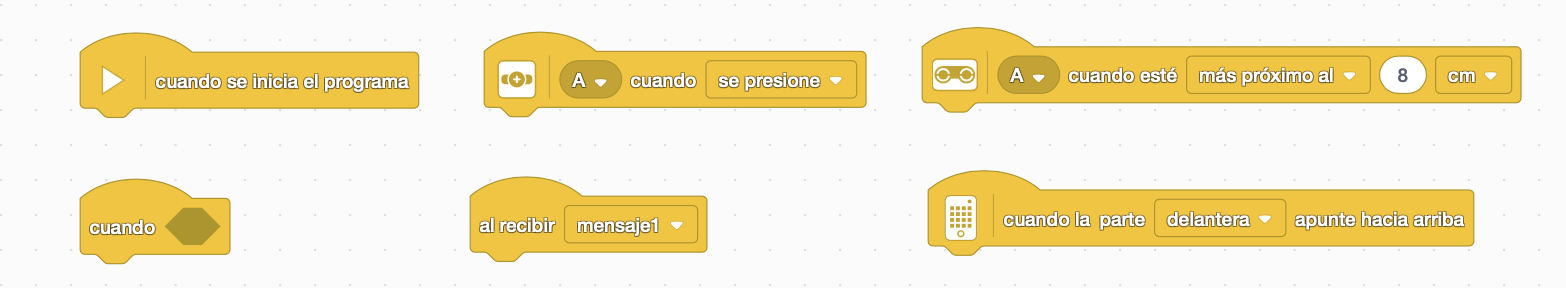 cuando se inicia el programa
A cuando se presione
A cuando esté más próximo al 8 cm
cuando
al recibir mensaje1
cuando la parte delantera apunte hacia arriba